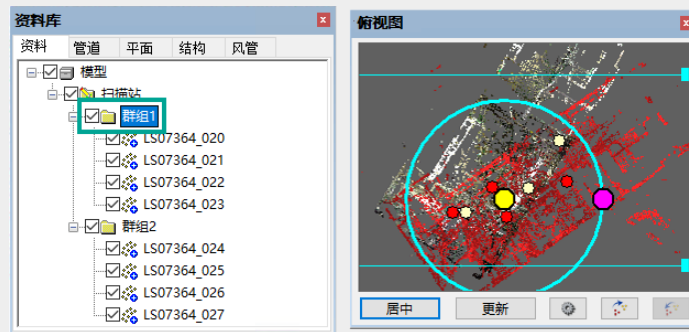 资料库
资料 管道 平面 结构 风管
模型
扫描站
群组1
LS07364_020
LS07364_021
LS07364_022
LS07364_023
群组2
LS07364_024
LS07364_025
LS07364_026
LS07364_027
俯视图
居中 更新